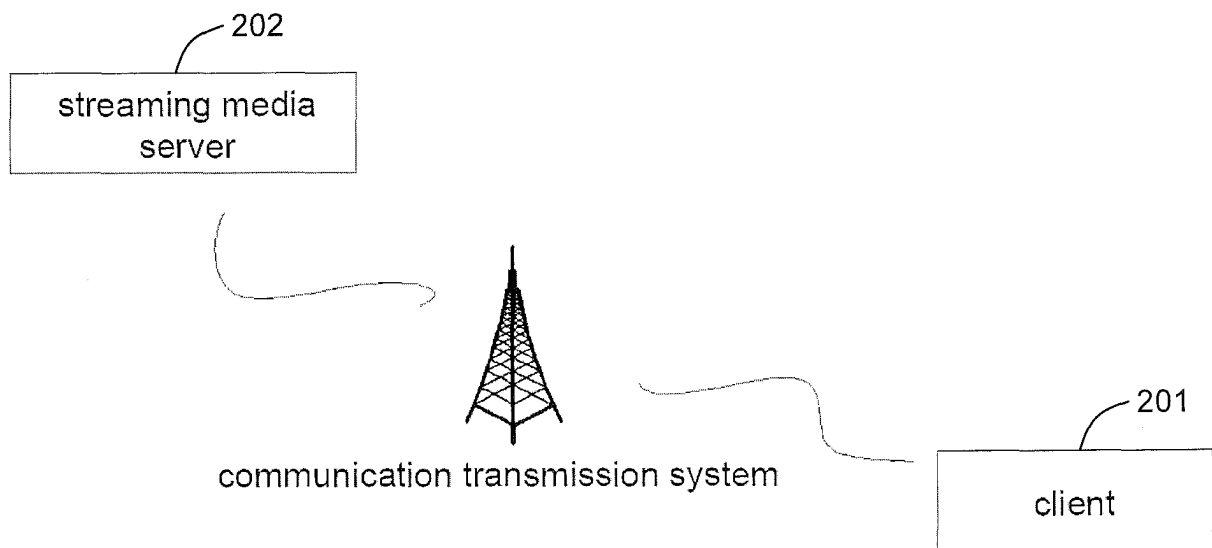 202
streaming media
server
201
communication transmission system
client